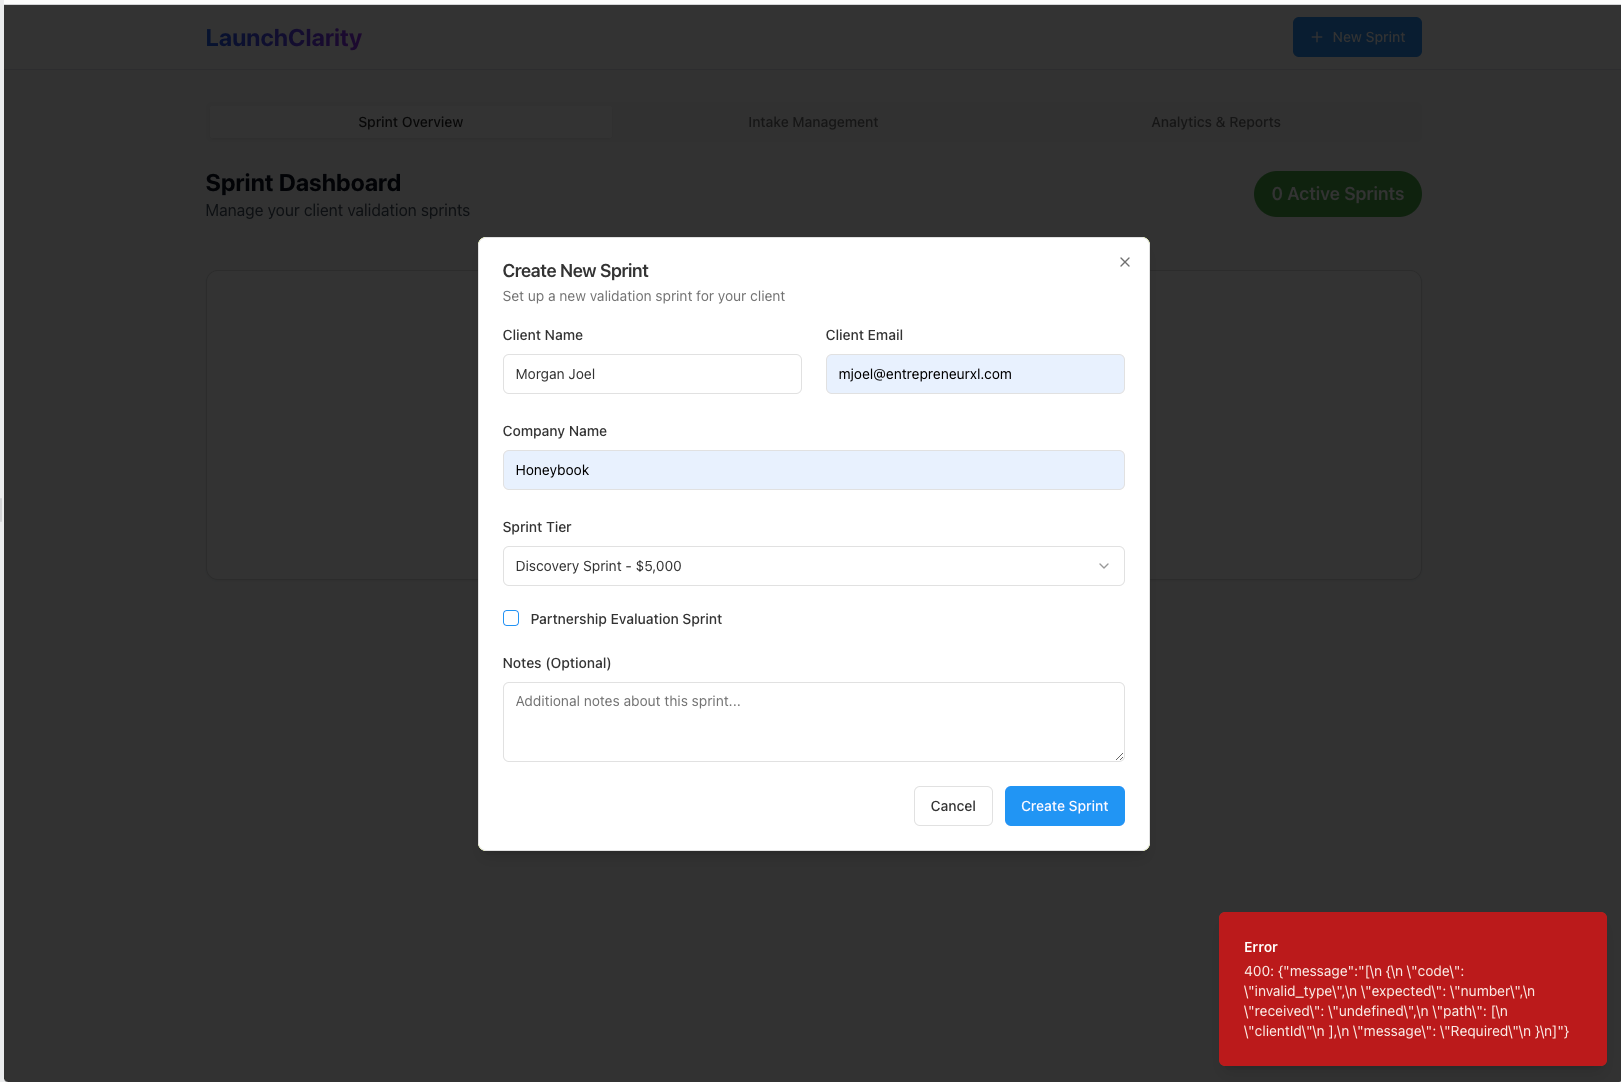 LaunchClarity
+ New Sprint
Sprint Overview
Intake Management
Analytics & Reports
Sprint Dashboard
Manage your client validation sprints
0 Active Sprints
Create New Sprint
Set up a new validation sprint for your client
Client Name
Client Email
Morgan Joel
mjoel@entrepreneurxl.com
Company Name
Honeybook
Sprint Tier
Discovery Sprint - $5,000
Partnership Evaluation Sprint
Notes (Optional)
Additional notes about this sprint...
Cancel
Create Sprint
Error
400: {"message":"[\n {\n \"code\":
\"invalid_type\",\n \"expected\": \"number\",\n
\"received\": \"undefined\",\n \"path\": [\n
\"clientId\"\n ],\n \"message\": \"Required\"\n }\n]"}